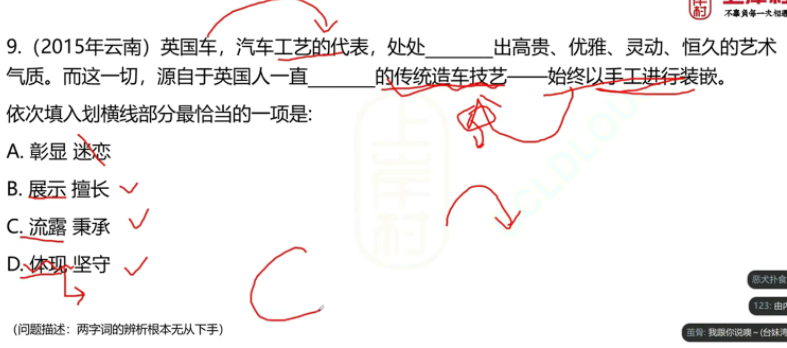 不辜负每一次相遇
9.（2015年云南）英国车，汽车工艺的代表，处处________出高贵、优雅、灵动、恒久的艺术
气质。而这一切，源自于英国人一直________的传统造车技艺——始终以手工进行装嵌。
依次填入划横线部分最恰当的一项是:
A. 彰显 迷恋
B. 展示 擅长
C. 流露 秉承
D. 体现 坚守
上岸村
恶犬扑食
123: 由内
（问题描述：两字词的辨析根本无从下手）
茧骨: 我跟你说噢 – (台妹湾